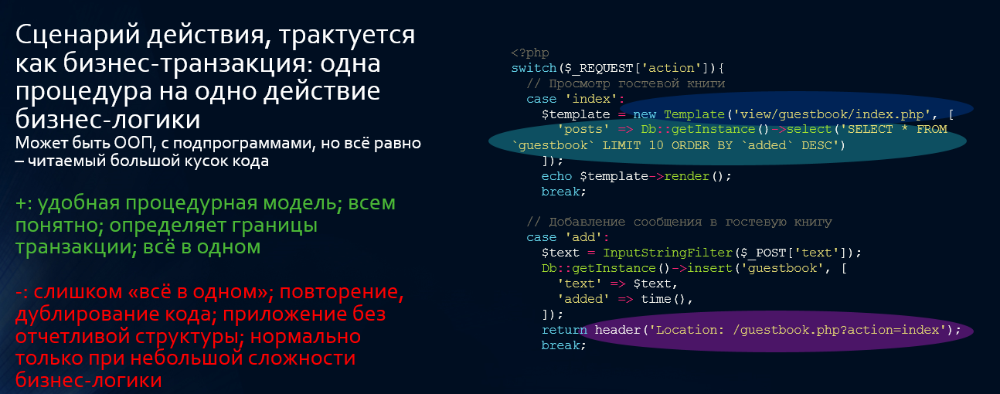 Сценарий действия, трактуется
как бизнес-транзакция: одна
процедура на одно действие
бизнес-логики
Может быть ООП, с подпрограммами, но всё равно
– читаемый большой кусок кода
+: удобная процедурная модель; всем
понятно; определяет границы
транзакции; всё в одном
-: слишком «всё в одном»; повторение,
дублирование кода; приложение без
отчетливой структуры; нормально
только при небольшой сложности
бизнес-логики
<?php
switch($_REQUEST['action']){
// Просмотр гостевой книги
case 'index':
$template = new Template('view/guestbook/index.php', [
'posts' => Db::getInstance()->select('SELECT * FROM
`guestbook` LIMIT 10 ORDER BY `added` DESC')
]);
echo $template->render();
break;
// Добавление сообщения в гостевую книгу
case 'add':
$text = InputStringFilter($_POST['text']);
Db::getInstance()->insert('guestbook', [
'text' => $text,
'added' => time(),
]);
return header('Location: /guestbook.php?action=index');
break;